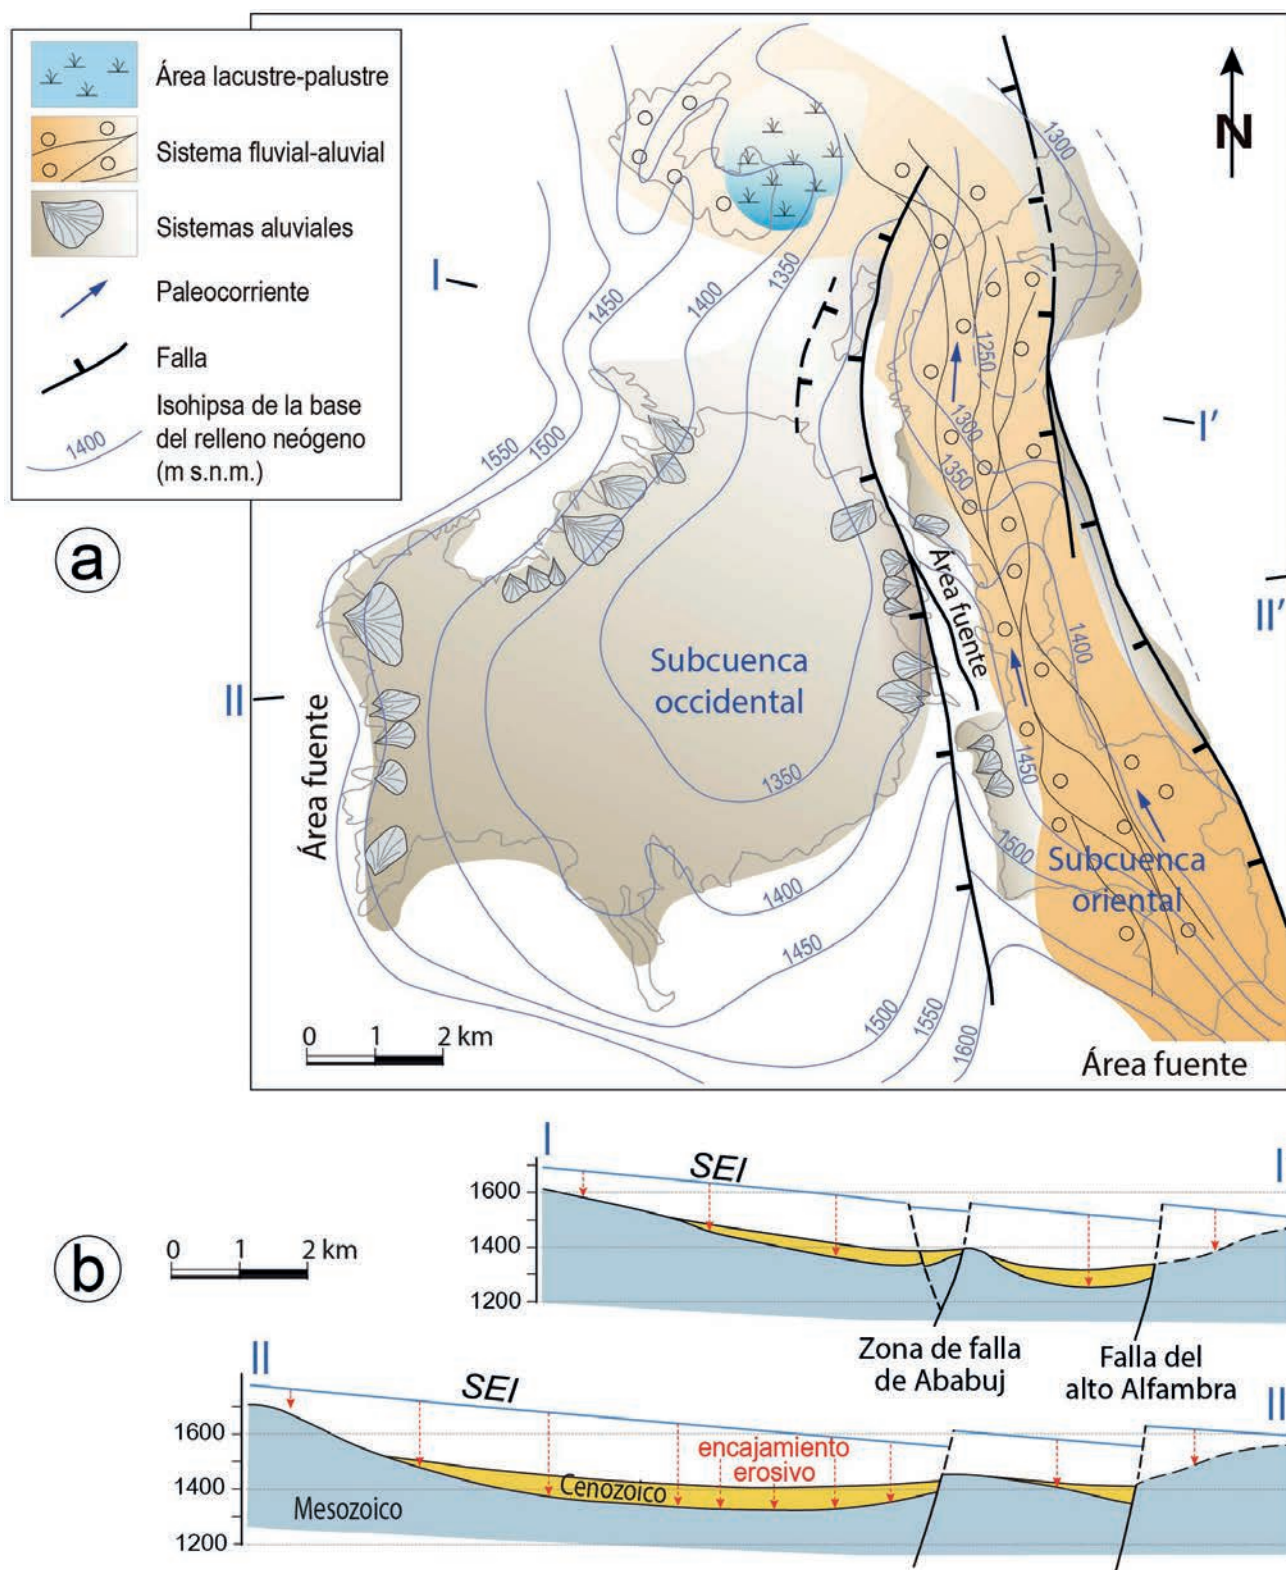 Área lacustre-palustre
Sistema fluvial-aluvial
Sistemas aluviales
Paleocorriente
Falla
Isohipsa de la base
del relleno neógeno
(m s.n.m.)
1400
a
N
I
I'
II
II'
1300
1450
1400
1350
1250
1300
1350
1550
1500
Área fuente
1400
Subcuenca
occidental
Área fuente
1350
1450
1500
Subcuenca
oriental
1400
1450
1500
1550
1600
0 1 2 km
Área fuente
b
0 1 2 km
I
SEI
I
1600
1400
1200
Zona de falla
de Ababuj
Falla del
alto Alfambra
II
SEI
II
1600
1400
1200
encajamiento
erosivo
Cenozoico
Mesozoico